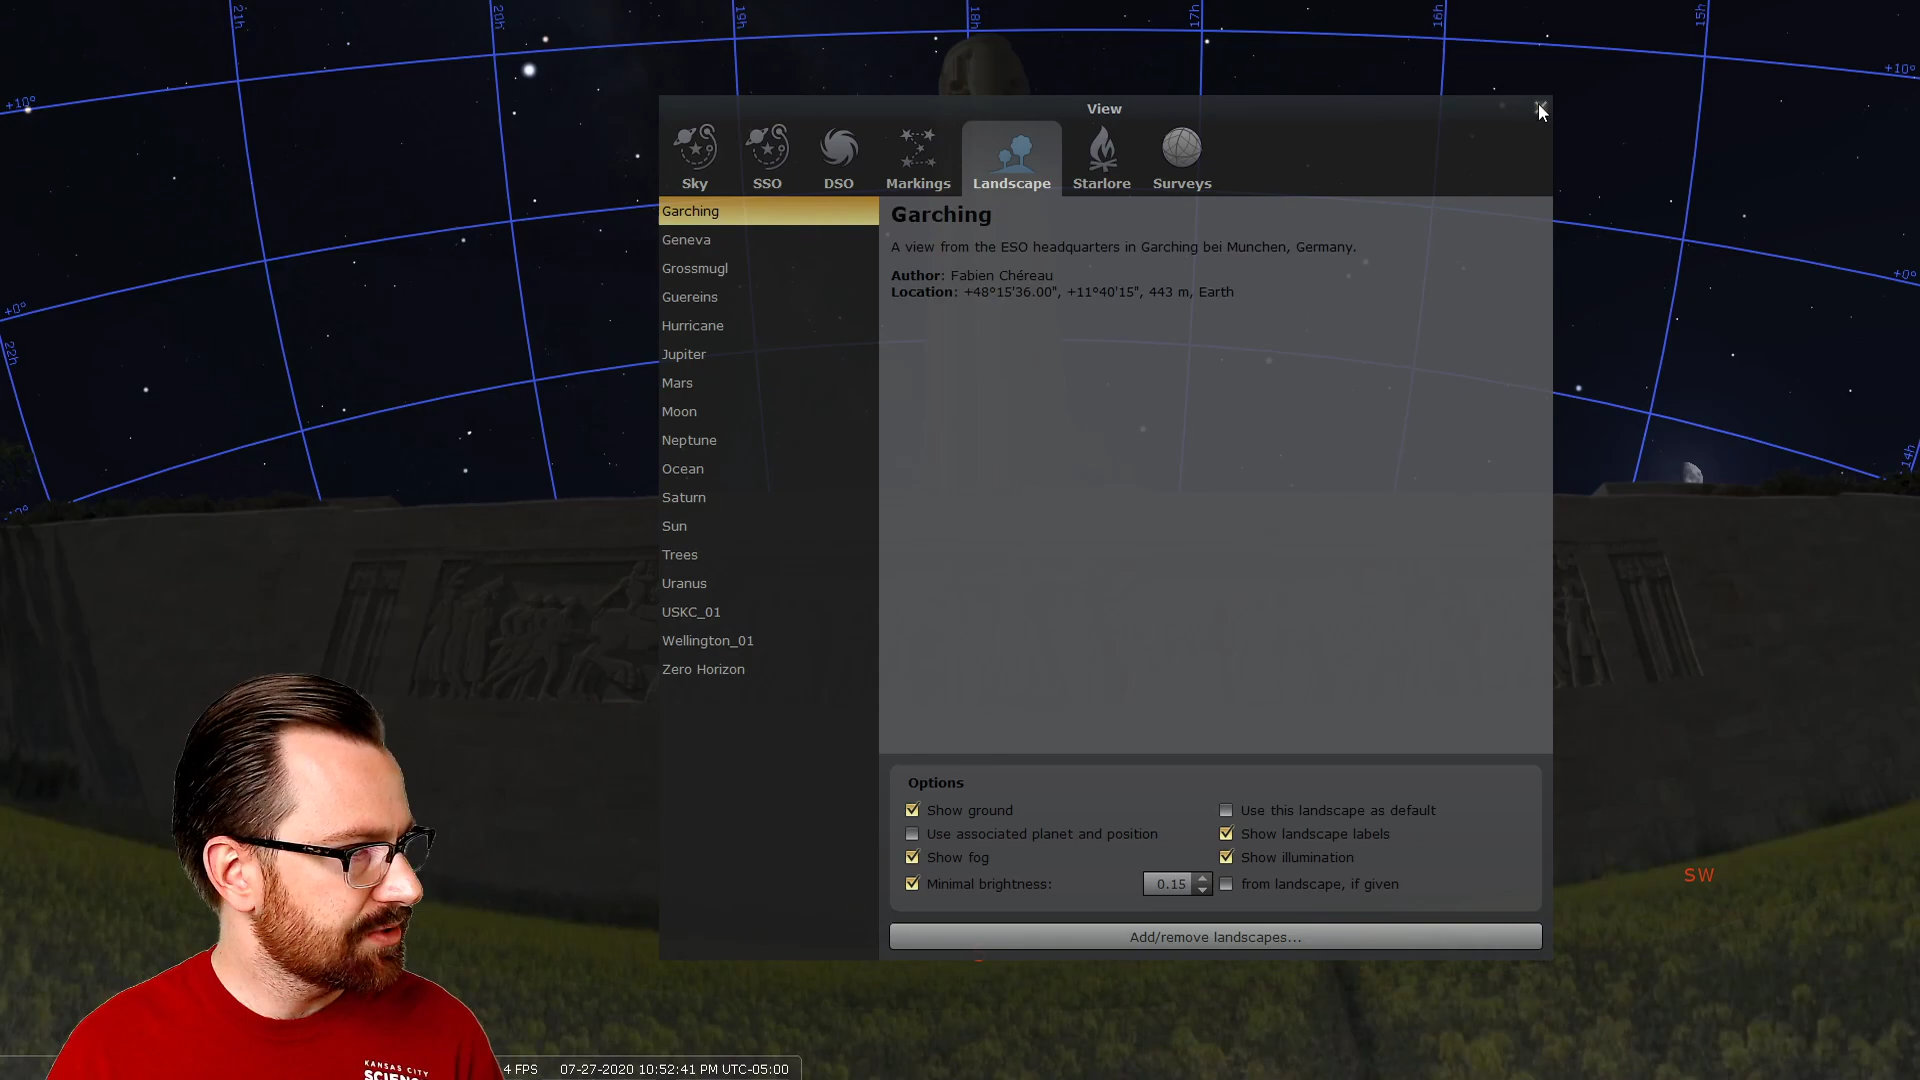 21h
20h
19h
18h
17h
16h
15h
+10°
+10°
+0°
+0°
22h
14h
View
Sky
SSO
DSO
Markings
Landscape
Starlore
Surveys
Garching
Geneva
Grossmugl
Guereins
Hurricane
Jupiter
Mars
Moon
Neptune
Ocean
Saturn
Sun
Trees
Uranus
USKC_01
Wellington_01
Zero Horizon
Garching
A view from the ESO headquarters in Garching bei Munchen, Germany.
Author: Fabien Chéreau
Location: +48°15'36.00", +11°40'15", 443 m, Earth
Options
Show ground
Use this landscape as default
Use associated planet and position
Show landscape labels
Show fog
Show illumination
Minimal brightness:
0.15
from landscape, if given
Add/remove landscapes...
SW
4 FPS
07-27-2020 10:52:41 PM UTC-05:00
KANSAS CITY